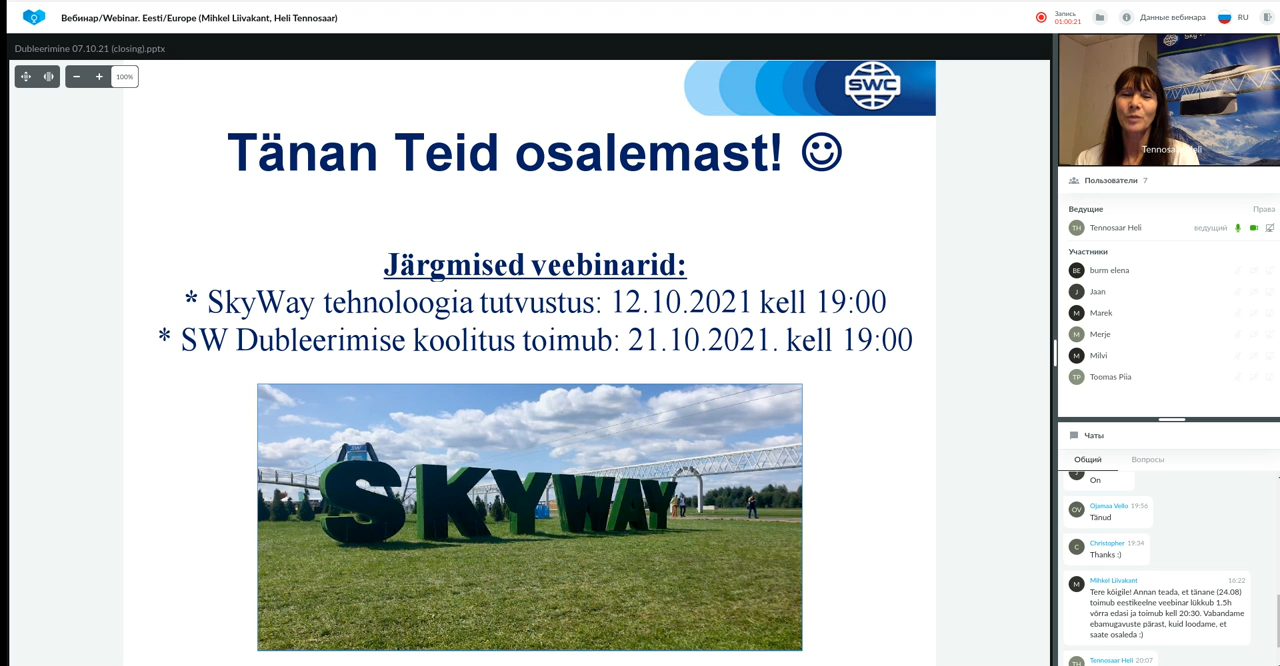 Вебинар/Webinar. Eesti/Europe (Mihkel Liivakant, Heli Tennosaar)
Запись
01:00:21
Данные вебинара
RU
Dubleerimine 07.10.21 (closing).pptx
100%
SWC
Tänan Teid osalemast! ☺
Järgmised veebinarid:
* SkyWay tehnoloogia tutvustus: 12.10.2021 kell 19:00
* SW Dubleerimise koolitus toimub: 21.10.2021. kell 19:00
SKYWAY
Пользователи 7
Ведущие Права
TH Tennosaar Heli ведущий
Участники
BE burm elena
J Jaan
M Marek
M Merje
M Milvi
TP Toomas Piia
Чаты
Общий Вопросы
On
OV Ojamaa Vello 19:56
Tänud
C Christopher 19:34
Thanks :)
M Mihkel Liivakant 16:22
Tere kõigile! Annan teada, et tänane (24.08)
toimub eestikeelne veebinar lükkub 1.5h
võrra edasi ja toimub kell 20:30. Vabandame
ebamugavuste pärast, kuid loodame, et
saate osaleda :)
TH Tennosaar Heli 20:07